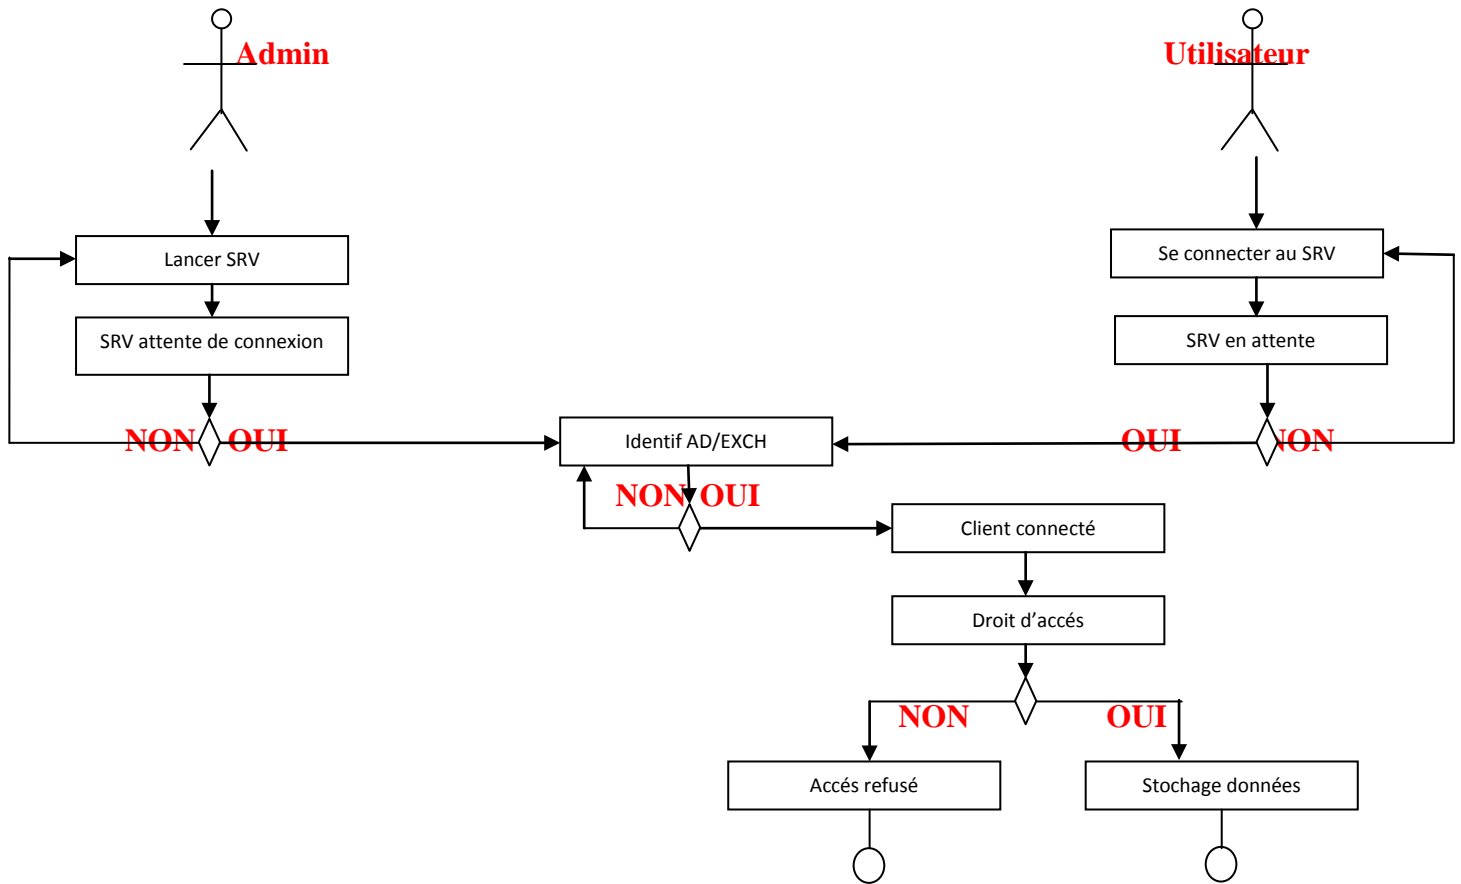 Admin
Utilisateur
Lancer SRV
Se connecter au SRV
SRV attente de connexion
SRV en attente
NON OUI
Identif AD/EXCH
OUI NON
NON OUI
Client connecté
Droit d’accés
NON OUI
Accés refusé
Stochage données